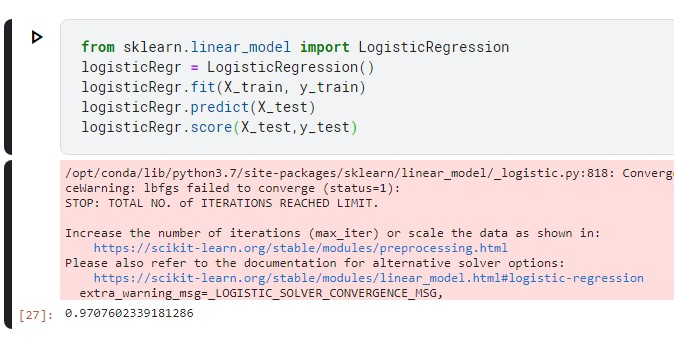 from sklearn.linear_model import LogisticRegression
logisticRegr = LogisticRegression()
logisticRegr.fit(X_train, y_train)
logisticRegr.predict(X_test)
logisticRegr.score(X_test,y_test)
/opt/conda/lib/python3.7/site-packages/sklearn/linear_model/_logistic.py:818: Converg
ceWarning: lbfgs failed to converge (status=1):
STOP: TOTAL NO. of ITERATIONS REACHED LIMIT.
Increase the number of iterations (max_iter) or scale the data as shown in:
https://scikit-learn.org/stable/modules/preprocessing.html
Please also refer to the documentation for alternative solver options:
https://scikit-learn.org/stable/modules/linear_model.html#logistic-regression
extra_warning_msg=_LOGISTIC_SOLVER_CONVERGENCE_MSG,
[27]: 0.9707602339181286